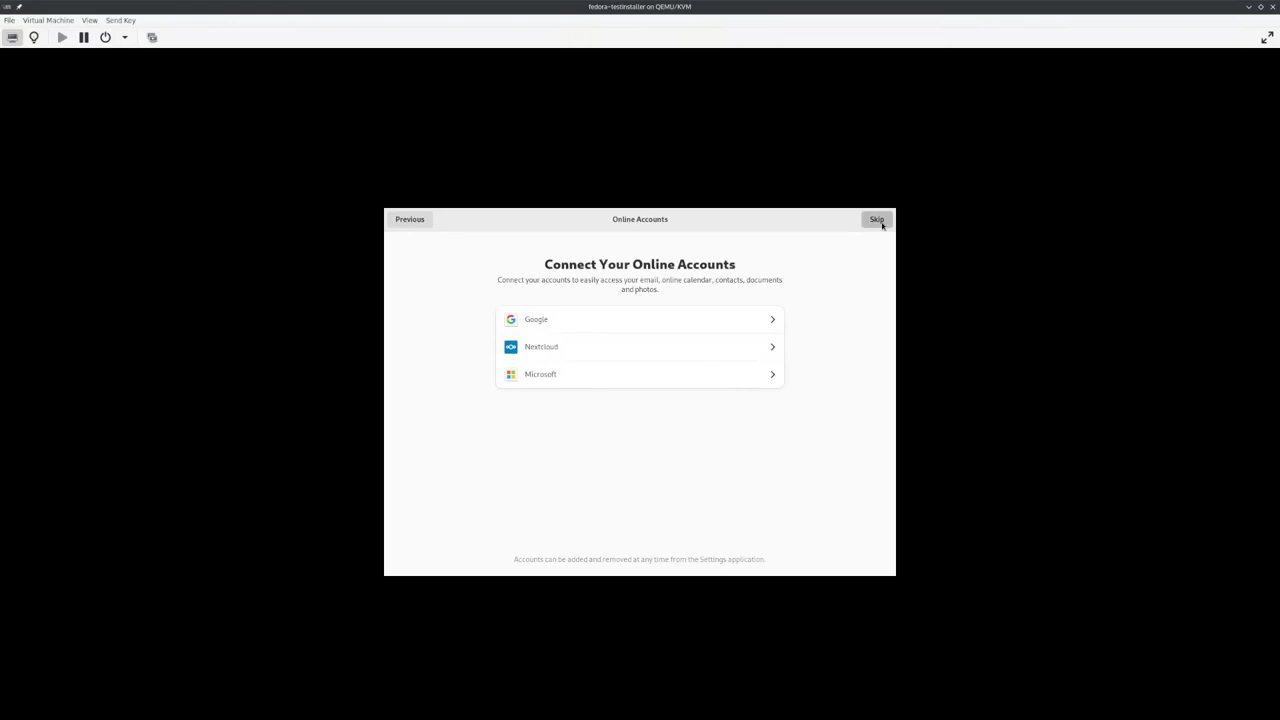 fedora-testinstaller on QEMU/KVM
File Virtual Machine View Send Key
Previous Online Accounts Skip
Connect Your Online Accounts
Connect your accounts to easily access your email, online calendar, contacts, documents
and photos.
Google
Nextcloud
Microsoft
Accounts can be added and removed at any time from the Settings application.